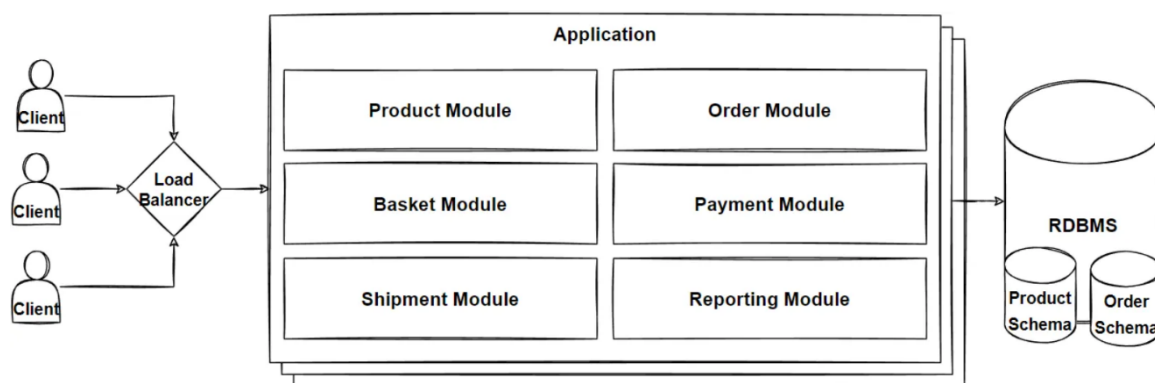 Application
Client
Client
Client
Load
Balancer
Product Module
Order Module
Basket Module
Payment Module
Shipment Module
Reporting Module
RDBMS
Product
Schema
Order
Schema